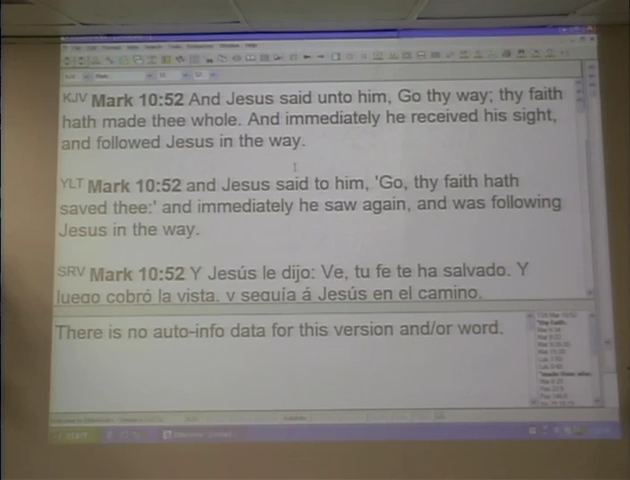 KJV Mark 10:52 And Jesus said unto him, Go thy way; thy faith
hath made thee whole. And immediately he received his sight,
and followed Jesus in the way.
YLT Mark 10:52 and Jesus said to him, 'Go, thy faith hath
saved thee:' and immediately he saw again, and was following
Jesus in the way.
SRV Mark 10:52 Y Jesús le dijo: Ve, tu fe te ha salvado. Y
luego cobró la vista, y seguía á Jesús en el camino.
There is no auto-info data for this version and/or word.